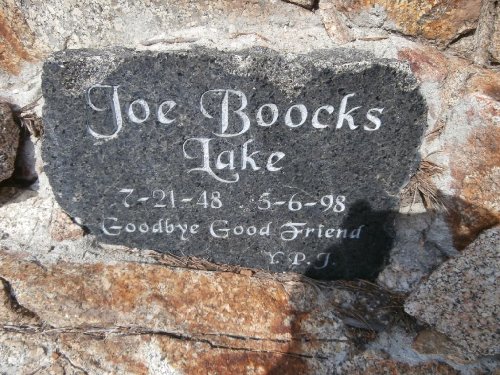 Joe Boocks
Lake
7-21-48 5-6-98
Goodbye Good Friend
Y.P.J.